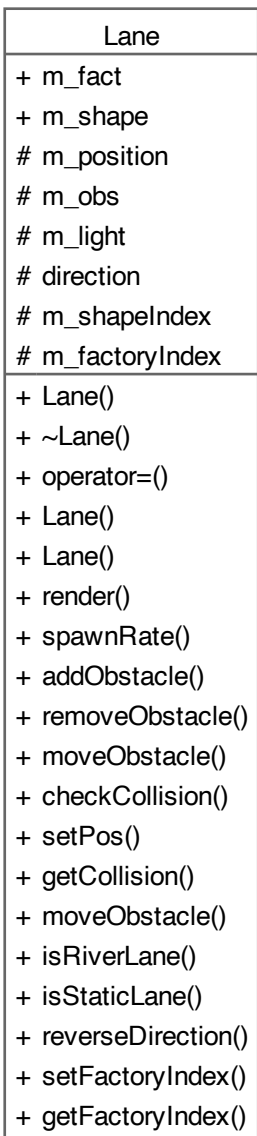 Lane
+ m_fact
+ m_shape
# m_position
# m_obs
# m_light
# direction
# m_shapeIndex
# m_factoryIndex
+ Lane()
+ ~Lane()
+ operator=()
+ Lane()
+ Lane()
+ render()
+ spawnRate()
+ addObstacle()
+ removeObstacle()
+ moveObstacle()
+ checkCollision()
+ setPos()
+ getCollision()
+ moveObstacle()
+ isRiverLane()
+ isStaticLane()
+ reverseDirection()
+ setFactoryIndex()
+ getFactoryIndex()